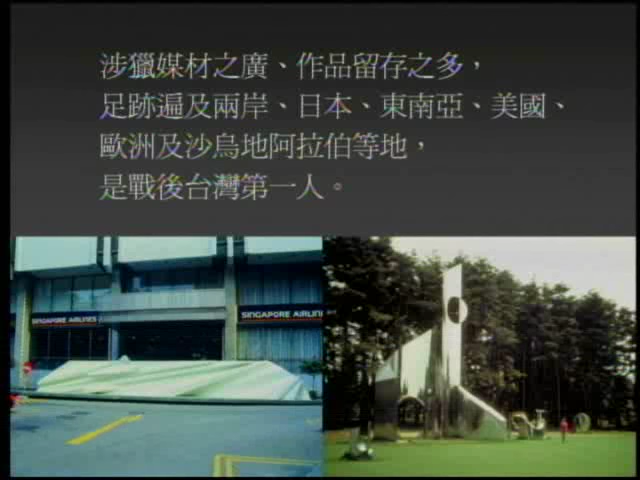 涉獵媒材之廣、作品留存之多，
足跡遍及兩岸、日本、東南亞、美國、
歐洲及沙烏地阿拉伯等地，
是戰後台灣第一人。
SINGAPORE AIRLINES
SINGAPORE AIRLIN